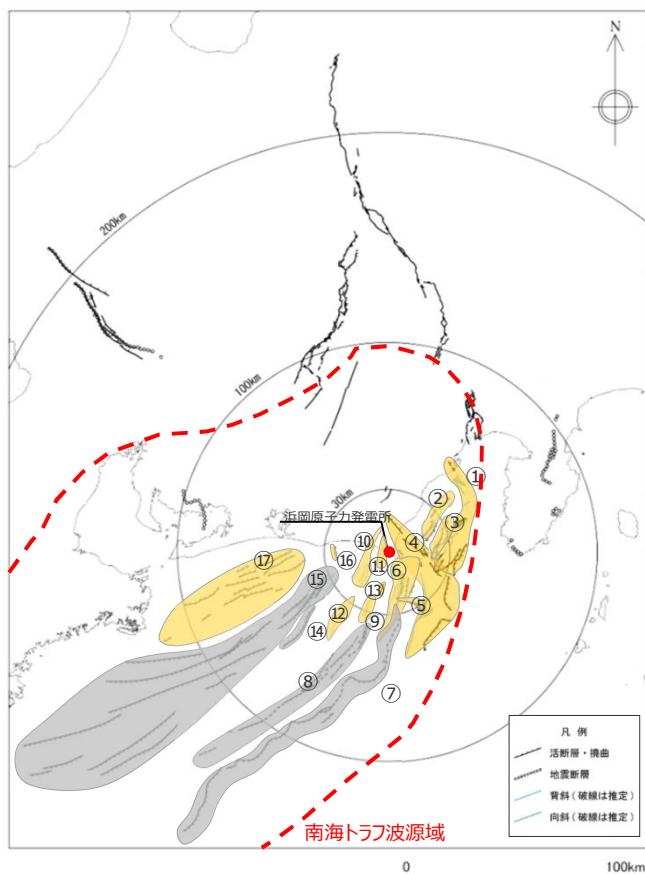 N
200km
100km
30km
浜岡原子力発電所
①
②
③
④
⑤
⑥
⑦
⑧
⑨
⑩
⑪
⑫
⑬
⑭
⑮
⑯
⑰
南海トラフ波源域
凡 例
活断層・撓曲
地震断層
背斜(破線は推定)
向斜(破線は推定)
0 100km